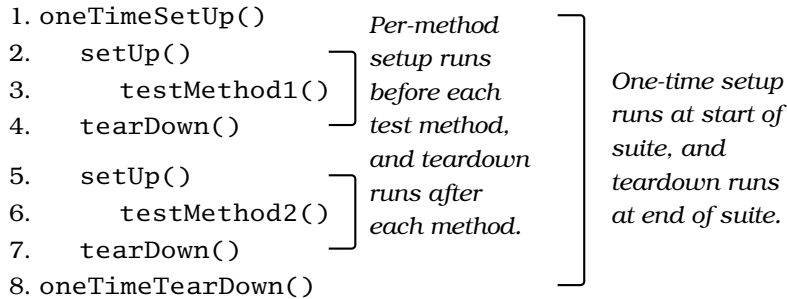 1. oneTimeSetUp()
2. setUp()
3. testMethod1()
4. tearDown()
5. setUp()
6. testMethod2()
7. tearDown()
8. oneTimeTearDown()
Per-method
setup runs
before each
test method,
and teardown
runs after
each method.
One-time setup
runs at start of
suite, and
teardown runs
at end of suite.